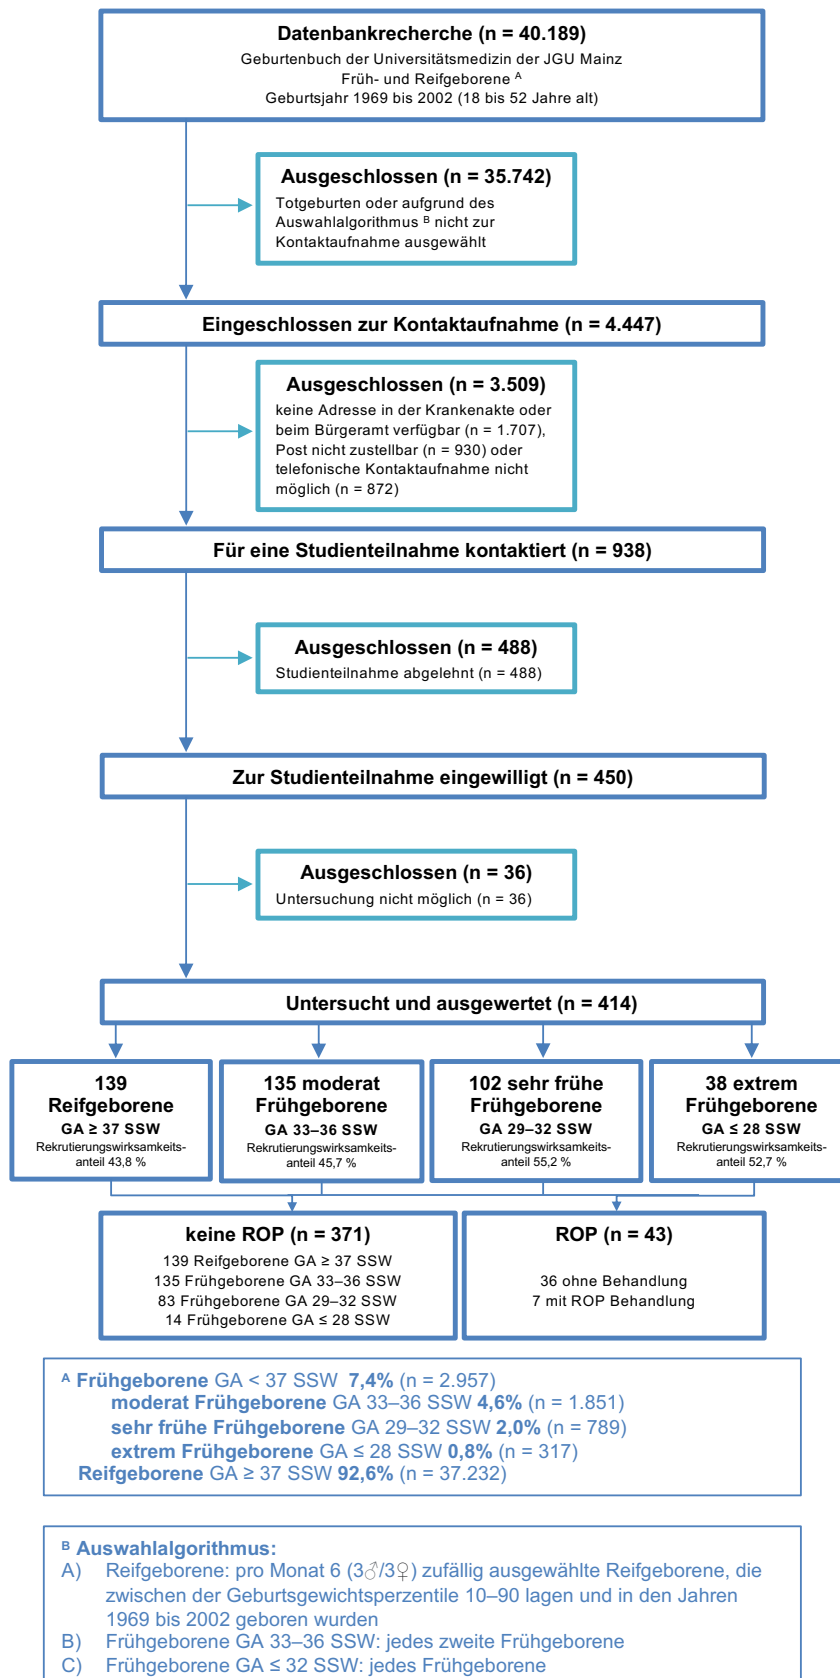 Datenbankrecherche (n = 40.189)
Geburtenbuch der Universitätsmedizin der JGU Mainz
Früh- und Reifgeborene A
Geburtsjahr 1969 bis 2002 (18 bis 52 Jahre alt)
Ausgeschlossen (n = 35.742)
Totgeburten oder aufgrund des
Auswahlalgorithmus B nicht zur
Kontaktaufnahme ausgewählt
Eingeschlossen zur Kontaktaufnahme (n = 4.447)
Ausgeschlossen (n = 3.509)
keine Adresse in der Krankenakte oder
beim Bürgeramt verfügbar (n = 1.707),
Post nicht zustellbar (n = 930) oder
telefonische Kontaktaufnahme nicht
möglich (n = 872)
Für eine Studienteilnahme kontaktiert (n = 938)
Ausgeschlossen (n = 488)
Studienteilnahme abgelehnt (n = 488)
Zur Studienteilnahme eingewilligt (n = 450)
Ausgeschlossen (n = 36)
Untersuchung nicht möglich (n = 36)
Untersucht und ausgewertet (n = 414)
139
Reifgeborene
GA ≥ 37 SSW
Rekrutierungswirksamkeits-
anteil 43,8 %
135 moderat
Frühgeborene
GA 33–36 SSW
Rekrutierungswirksamkeits-
anteil 45,7 %
102 sehr frühe
Frühgeborene
GA 29–32 SSW
Rekrutierungswirksamkeits-
anteil 55,2 %
38 extrem
Frühgeborene
GA ≤ 28 SSW
Rekrutierungswirksamkeits-
anteil 52,7 %
keine ROP (n = 371)
139 Reifgeborene GA ≥ 37 SSW
135 Frühgeborene GA 33–36 SSW
83 Frühgeborene GA 29–32 SSW
14 Frühgeborene GA ≤ 28 SSW
ROP (n = 43)
36 ohne Behandlung
7 mit ROP Behandlung
A Frühgeborene GA < 37 SSW 7,4% (n = 2.957)
moderat Frühgeborene GA 33–36 SSW 4,6% (n = 1.851)
sehr frühe Frühgeborene GA 29–32 SSW 2,0% (n = 789)
extrem Frühgeborene GA ≤ 28 SSW 0,8% (n = 317)
Reifgeborene GA ≥ 37 SSW 92,6% (n = 37.232)
B Auswahlalgorithmus:
A) Reifgeborene: pro Monat 6 (3♂/3♀) zufällig ausgewählte Reifgeborene, die
zwischen der Geburtsgewichtsperzentile 10–90 lagen und in den Jahren
1969 bis 2002 geboren wurden
B) Frühgeborene GA 33–36 SSW: jedes zweite Frühgeborene
C) Frühgeborene GA ≤ 32 SSW: jedes Frühgeborene